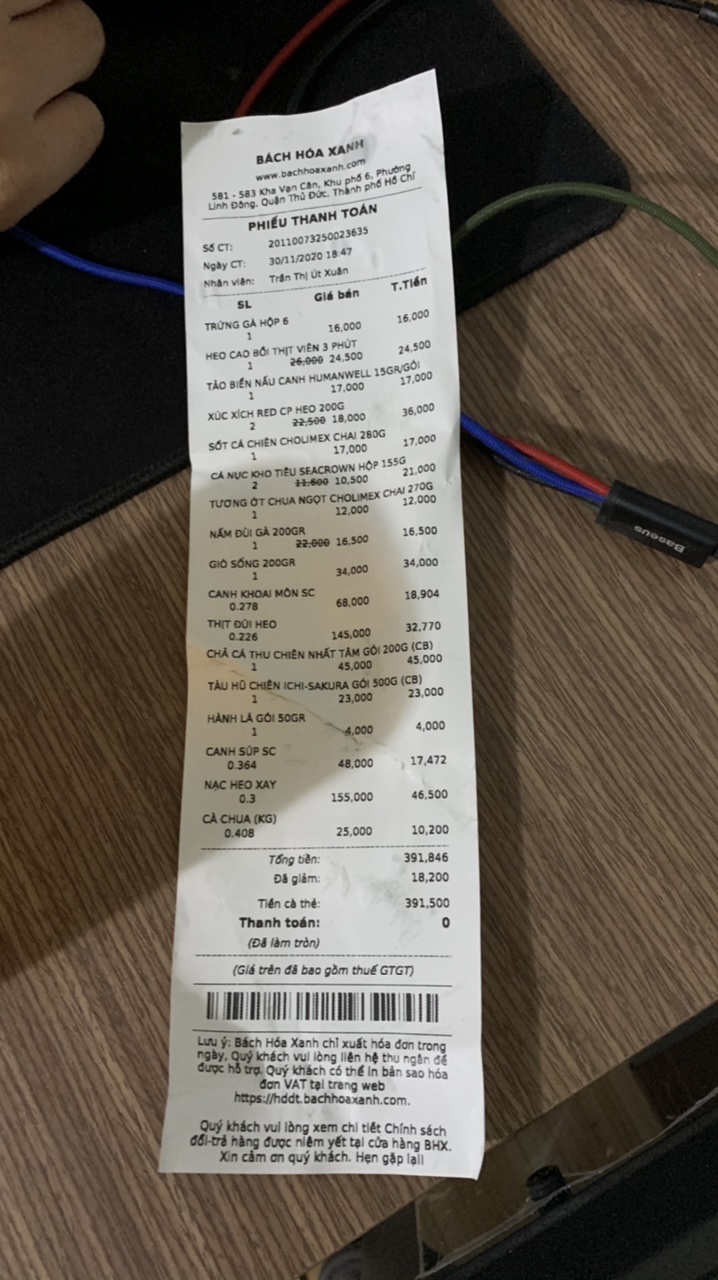 BÁCH HÓA XANH
www.bachhoaxanh.com
581 - 583 Kha Vạn Cân, Khu phố 6, Phường
Linh Đông, Quận Thủ Đức, Thành phố Hồ Chí
PHIẾU THANH TOÁN
Số CT: 20110073250023635
Ngày CT: 30/11/2020 18:47
Nhân viên: Trần Thị Út Xuân
SL Giá bán T.Tiền
TRỨNG GÀ HỘP 6
1 16,000 16,000
HEO CAO BỒI THỊT VIÊN 3 PHÚT
1 26,000 24,500 24,500
TẢO BIỂN NẤU CANH HUMANWELL 15GR/GÓI
1 17,000 17,000
XÚC XÍCH RED CP HEO 200G
2 22,500 18,000 36,000
SỐT CÁ CHIÊN CHOLIMEX CHAI 280G
1 17,000 17,000
CÁ NỤC KHO TIÊU SEACROWN HỘP 155G
2 11,600 10,500 21,000
TƯƠNG ỚT CHUA NGỌT CHOLIMEX CHAI 270G
1 12,000 12,000
NẤM ĐÙI GÀ 200GR
1 22,000 16,500 16,500
GIÒ SỐNG 200GR
1 34,000 34,000
CANH KHOAI MÔN SC
0.278 68,000 18,904
THỊT ĐÙI HEO
0.226 145,000 32,770
CHẢ CÁ THU CHIÊN NHẤT TÂM GÓI 200G (CB)
1 45,000 45,000
TÀU HŨ CHIÊN ICHI-SAKURA GÓI 500G (CB)
1 23,000 23,000
HÀNH LÁ GÓI 50GR
1 4,000 4,000
CANH SÚP SC
0.364 48,000 17,472
NẠC HEO XAY
0.3 155,000 46,500
CÀ CHUA (KG)
0.408 25,000 10,200
Tổng tiền: 391,846
Đã giảm: 18,200
Tiền cà thẻ: 391,500
Thanh toán: 0
(Đã làm tròn)
(Giá trên đã bao gồm thuế GTGT)
Lưu ý: Bách Hóa Xanh chỉ xuất hóa đơn trong
ngày, Quý khách vui lòng liên hệ thu ngân để
được hỗ trợ. Quý khách có thể in bản sao hóa
đơn VAT tại trang web
https://hddt.bachhoaxanh.com.
Quý khách vui lòng xem chi tiết Chính sách
đổi-trả hàng được niêm yết tại cửa hàng BHX.
Xin cảm ơn quý khách. Hẹn gặp lại!
Baseus